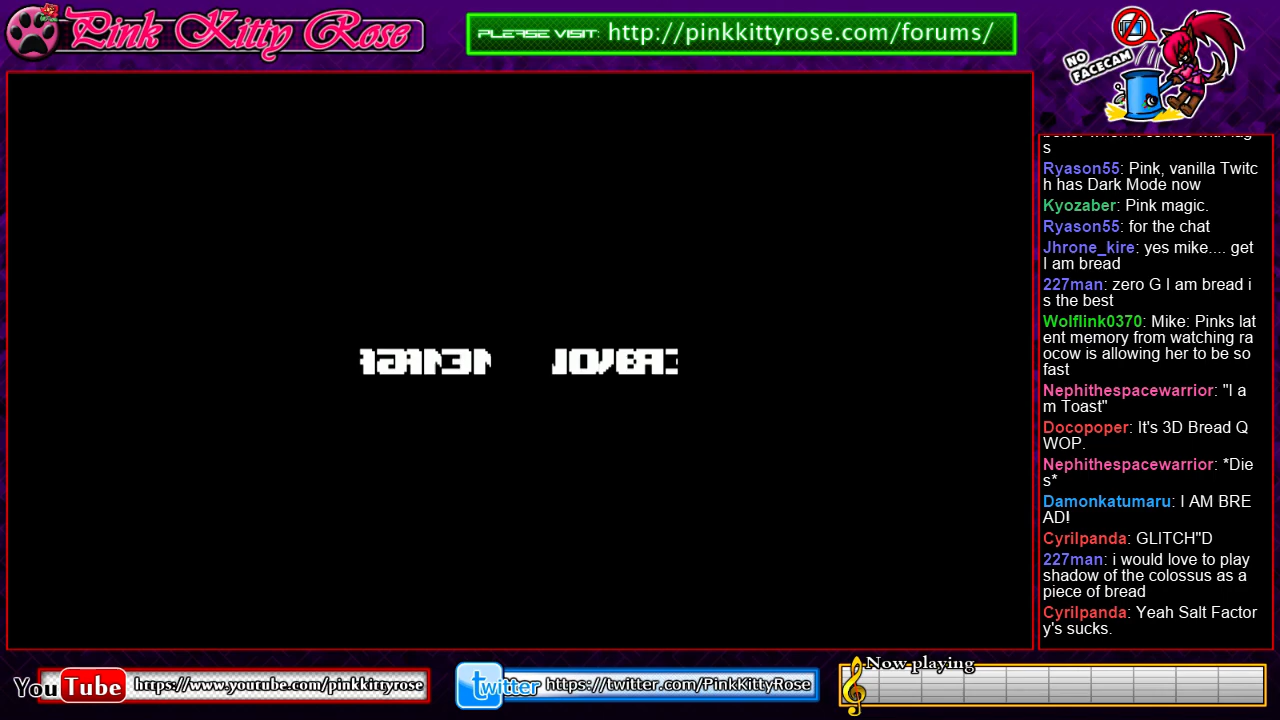 Pink Kitty Rose
PLEASE VISIT: http://pinkkittyrose.com/forums/
NO
FACECAM
s
Ryason55: Pink, vanilla Twitc
h has Dark Mode now
Kyozaber: Pink magic.
Ryason55: for the chat
Jhrone_kire: yes mike.... get
I am bread
227man: zero G I am bread i
s the best
Wolflink0370: Mike: Pinks lat
ent memory from watching ra
ocow is allowing her to be so
fast
Nephithespacewarrior: "I a
m Toast"
Docopoper: It's 3D Bread Q
WOP.
Nephithespacewarrior: *Die
s*
Damonkatumaru: I AM BRE
AD!
Cyrilpanda: GLITCH"D
227man: i would love to play
shadow of the colossus as a
piece of bread
Cyrilpanda: Yeah Salt Factor
y's sucks.
YouTube https://www.youtube.com/pinkkittyrose
twitter https://twitter.com/PinkKittyRose
Now playing